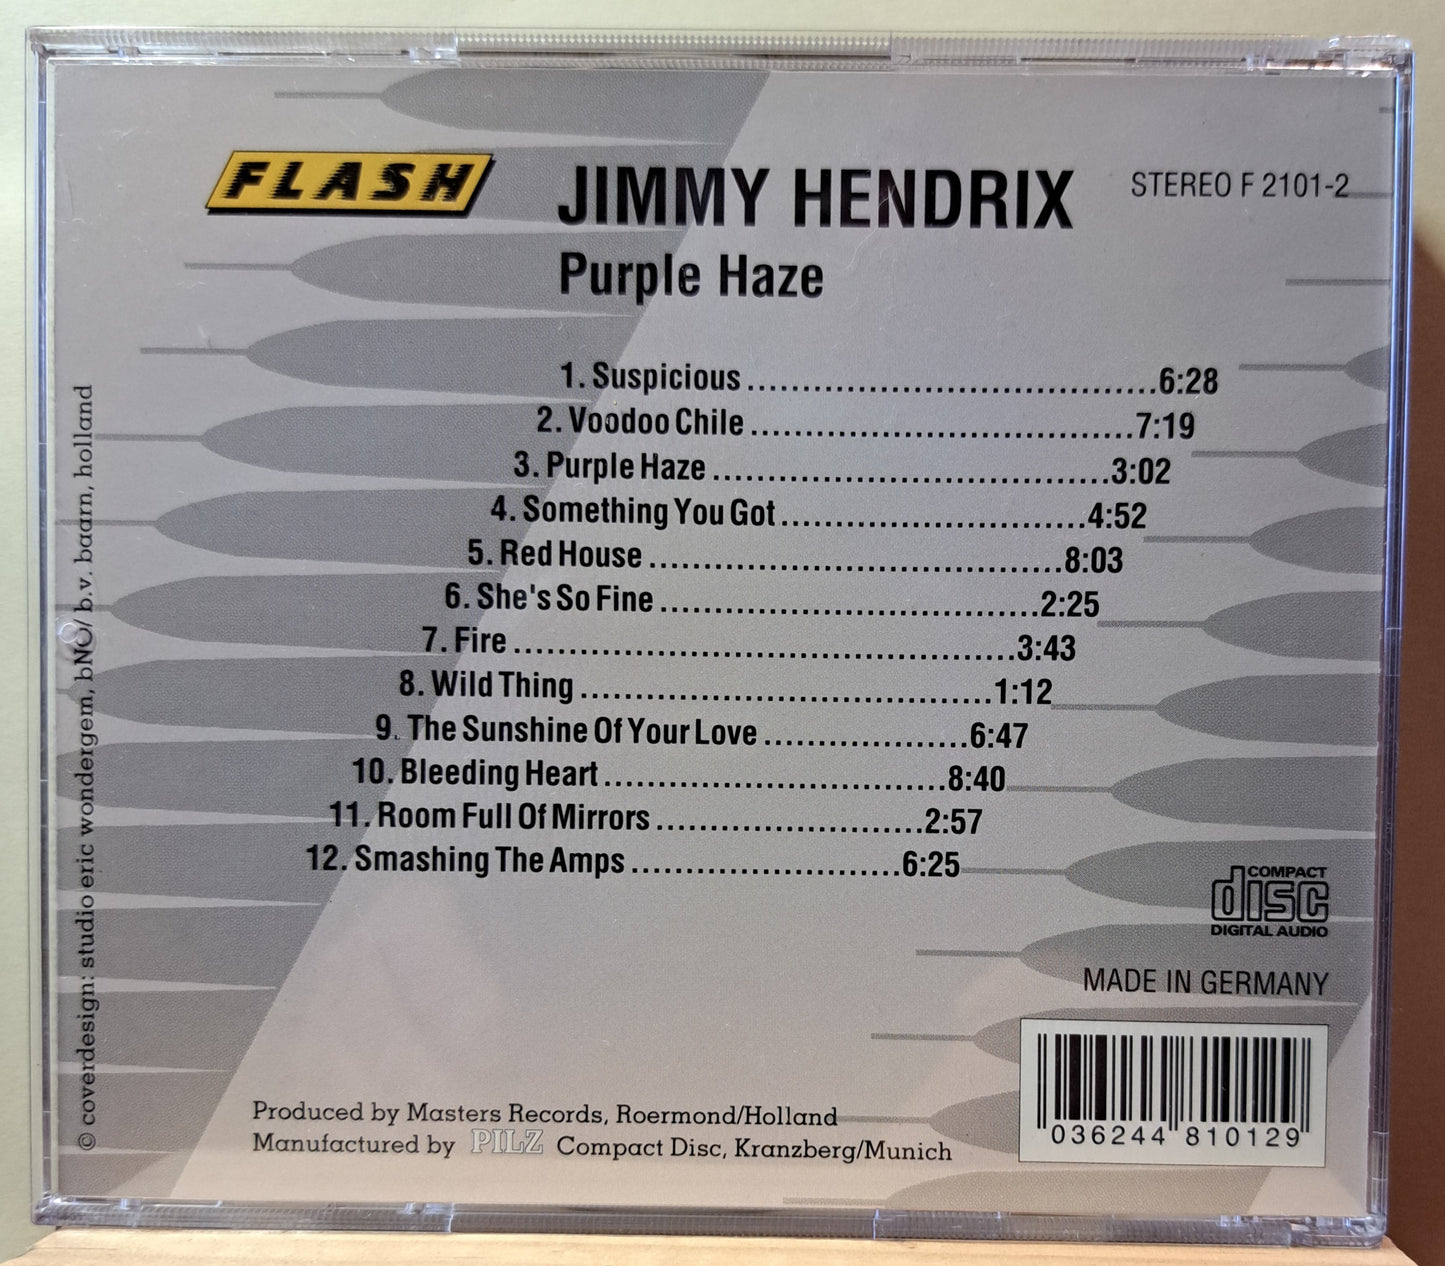 FLASH
JIMMY HENDRIX
STEREO F 2101-2
Purple Haze
1. Suspicious ........................................ 6:28
2. Voodoo Chile ..................................... 7:19
3. Purple Haze ...................................... 3:02
4. Something You Got .............................. 4:52
5. Red House ........................................ 8:03
6. She's So Fine ..................................... 2:25
7. Fire ................................................ 3:43
8. Wild Thing ........................................ 1:12
9. The Sunshine Of Your Love ................... 6:47
10. Bleeding Heart ................................. 8:40
11. Room Full Of Mirrors .......................... 2:57
12. Smashing The Amps .......................... 6:25
COMPACT
disc
DIGITAL AUDIO
MADE IN GERMANY
036244 810129
Produced by Masters Records, Roermond/Holland
Manufactured by PILZ Compact Disc, Kranzberg/Munich
© coverdesign: studio eric wondergem, bNO/ b.v. baarn, holland